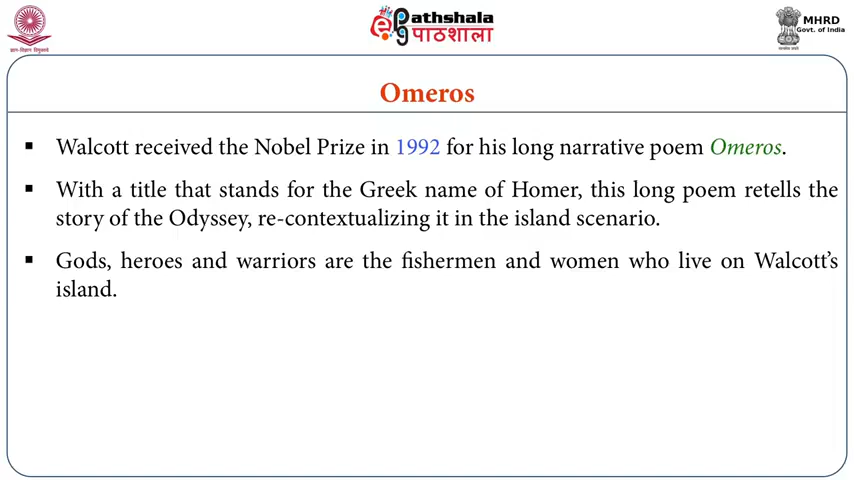 ePathshala
पाठशाला
MHRD
Govt. of India
Omeros
▪ Walcott received the Nobel Prize in 1992 for his long narrative poem Omeros.
▪ With a title that stands for the Greek name of Homer, this long poem retells the
story of the Odyssey, re-contextualizing it in the island scenario.
▪ Gods, heroes and warriors are the fishermen and women who live on Walcott's
island.